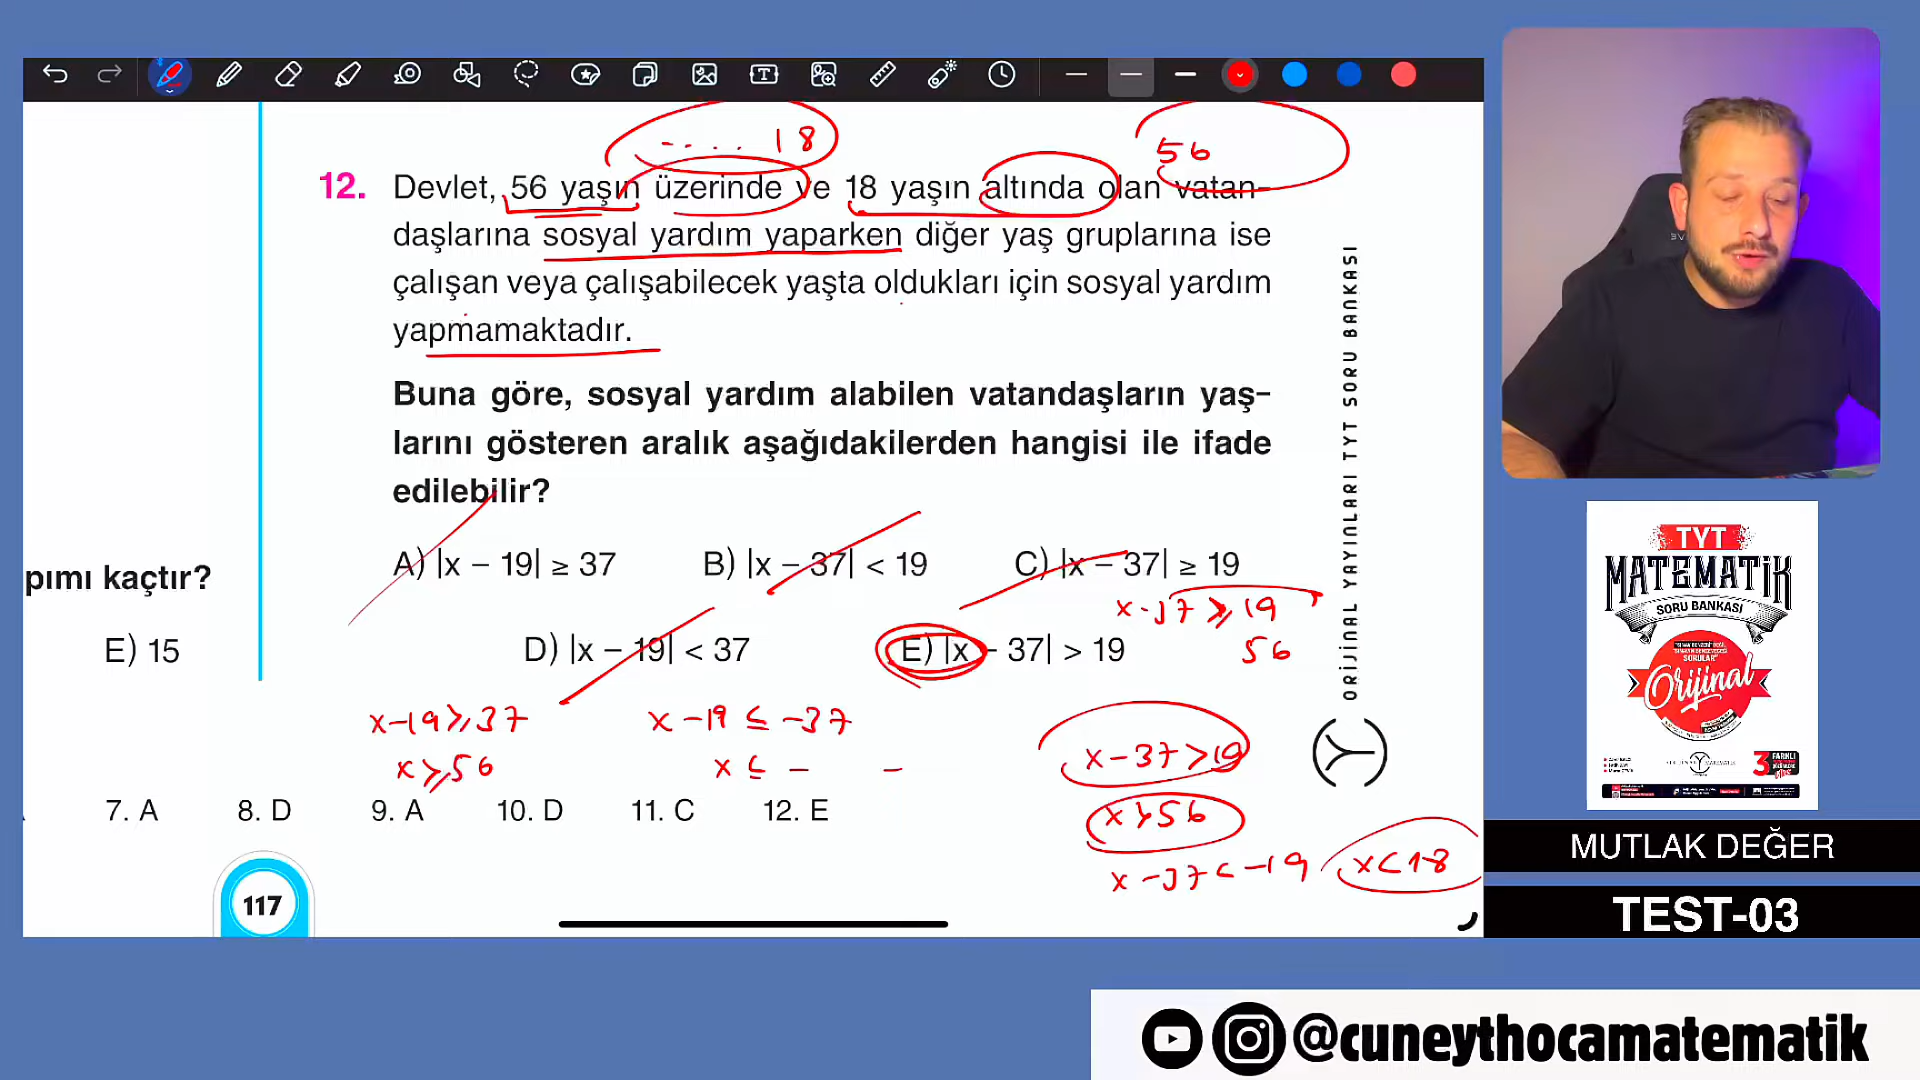 .... 18
56
12. Devlet, 56 yaşın üzerinde ve 18 yaşın altında olan vatan-
daşlarına sosyal yardım yaparken diğer yaş gruplarına ise
çalışan veya çalışabilecek yaşta oldukları için sosyal yardım
yapmamaktadır.
Buna göre, sosyal yardım alabilen vatandaşların yaş-
larını gösteren aralık aşağıdakilerden hangisi ile ifade
edilebilir?
A) |x – 19| ≥ 37 B) |x – 37| < 19 C) |x – 37| ≥ 19
x-37 ≥ 19
D) |x – 19| < 37 E) |x - 37| > 19
56
pımı kaçtır?
E) 15
x-19≥37 x-19 ≤ -37
x≥56 x ≤ - -
x-37>19
x>56
x-37<-19 x<18
7. A 8. D 9. A 10. D 11. C 12. E
117
ORİJİNAL YAYINLARI TYT SORU BANKASI
TYT
MATEMATİK
SORU BANKASI
Orijinal
MUTLAK DEĞER
TEST-03
@cuneythocamatematik